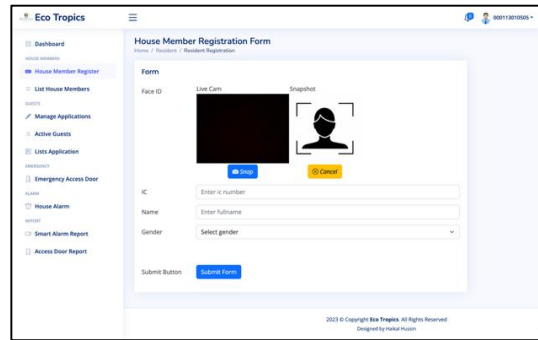 Eco Tropics
000113010505
Dashboard
HOUSE MEMBERS
House Member Register
List House Members
GUESTS
Manage Applications
Active Guests
Lists Application
EMERGENCY
Emergency Access Door
ALARM
House Alarm
REPORT
Smart Alarm Report
Access Door Report
House Member Registration Form
Home / Resident / Resident Registration
Form
Face ID
Live Cam
Snapshot
Snap
Cancel
IC
Enter ic number
Name
Enter fullname
Gender
Select gender
Submit Button
Submit Form
2023 © Copyright Eco Tropics. All Rights Reserved
Designed by Haikal Hussin